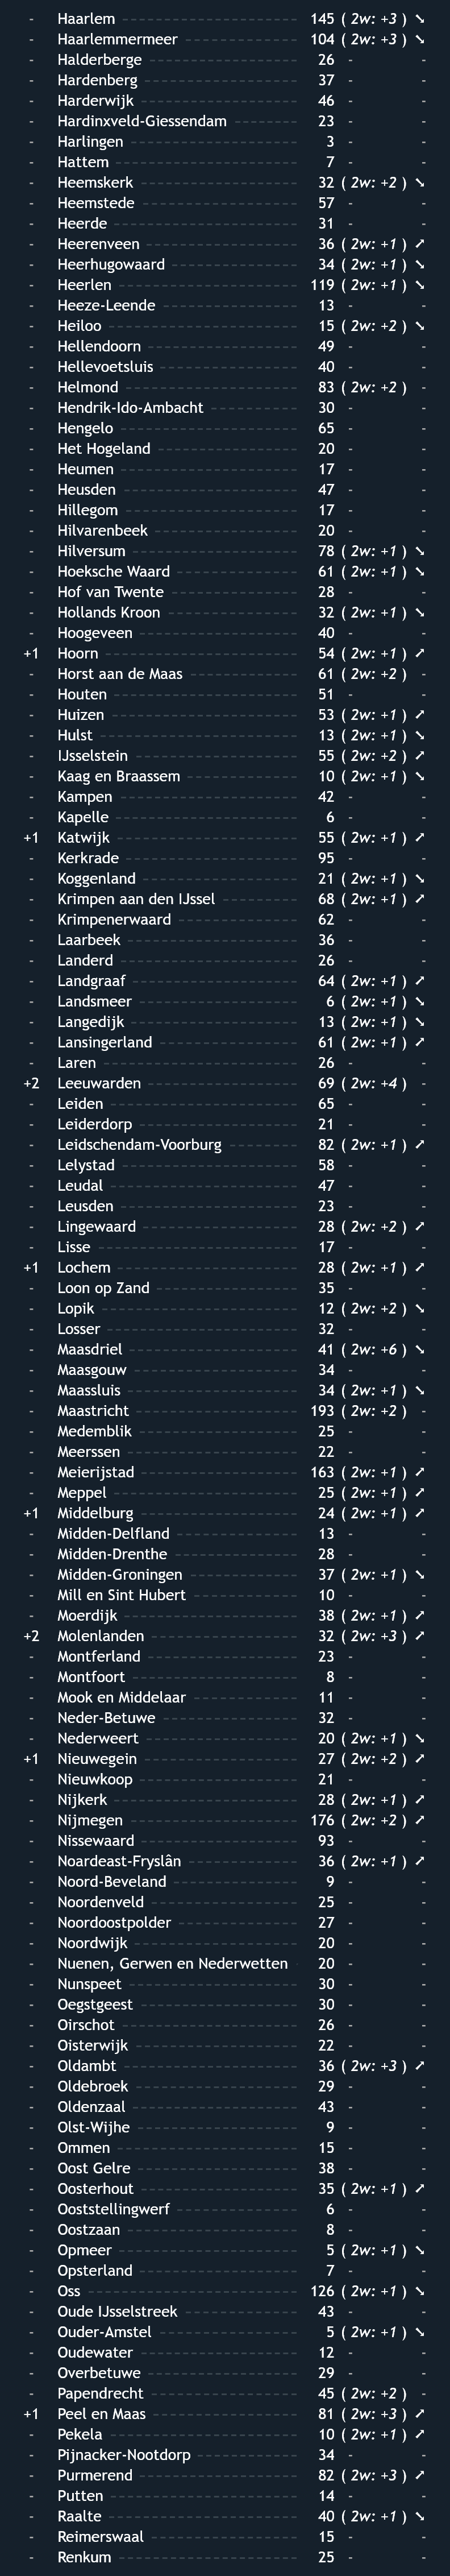 - Haarlem 145 ( 2w: +3 ) ↘
- Haarlemmermeer 104 ( 2w: +3 ) ↘
- Halderberge 26 - -
- Hardenberg 37 - -
- Harderwijk 46 - -
- Hardinxveld-Giessendam 23 - -
- Harlingen 3 - -
- Hattem 7 - -
- Heemskerk 32 ( 2w: +2 ) ↘
- Heemstede 57 - -
- Heerde 31 - -
- Heerenveen 36 ( 2w: +1 ) ↗
- Heerhugowaard 34 ( 2w: +1 ) ↘
- Heerlen 119 ( 2w: +1 ) ↘
- Heeze-Leende 13 - -
- Heiloo 15 ( 2w: +2 ) ↘
- Hellendoorn 49 - -
- Hellevoetsluis 40 - -
- Helmond 83 ( 2w: +2 ) -
- Hendrik-Ido-Ambacht 30 - -
- Hengelo 65 - -
- Het Hogeland 20 - -
- Heumen 17 - -
- Heusden 47 - -
- Hillegom 17 - -
- Hilvarenbeek 20 - -
- Hilversum 78 ( 2w: +1 ) ↘
- Hoeksche Waard 61 ( 2w: +1 ) ↘
- Hof van Twente 28 - -
- Hollands Kroon 32 ( 2w: +1 ) ↘
- Hoogeveen 40 - -
+1 Hoorn 54 ( 2w: +1 ) ↗
- Horst aan de Maas 61 ( 2w: +2 ) -
- Houten 51 - -
- Huizen 53 ( 2w: +1 ) ↗
- Hulst 13 ( 2w: +1 ) ↘
- IJsselstein 55 ( 2w: +2 ) ↗
- Kaag en Braassem 10 ( 2w: +1 ) ↘
- Kampen 42 - -
- Kapelle 6 - -
+1 Katwijk 55 ( 2w: +1 ) ↗
- Kerkrade 95 - -
- Koggenland 21 ( 2w: +1 ) ↘
- Krimpen aan den IJssel 68 ( 2w: +1 ) ↗
- Krimpenerwaard 62 - -
- Laarbeek 36 - -
- Landerd 26 - -
- Landgraaf 64 ( 2w: +1 ) ↗
- Landsmeer 6 ( 2w: +1 ) ↘
- Langedijk 13 ( 2w: +1 ) ↘
- Lansingerland 61 ( 2w: +1 ) ↗
- Laren 26 - -
+2 Leeuwarden 69 ( 2w: +4 ) -
- Leiden 65 - -
- Leiderdorp 21 - -
- Leidschendam-Voorburg 82 ( 2w: +1 ) ↗
- Lelystad 58 - -
- Leudal 47 - -
- Leusden 23 - -
- Lingewaard 28 ( 2w: +2 ) ↗
- Lisse 17 - -
+1 Lochem 28 ( 2w: +1 ) ↗
- Loon op Zand 35 - -
- Lopik 12 ( 2w: +2 ) ↘
- Losser 32 - -
- Maasdriel 41 ( 2w: +6 ) ↘
- Maasgouw 34 - -
- Maassluis 34 ( 2w: +1 ) ↘
- Maastricht 193 ( 2w: +2 ) -
- Medemblik 25 - -
- Meerssen 22 - -
- Meierijstad 163 ( 2w: +1 ) ↗
- Meppel 25 ( 2w: +1 ) ↗
+1 Middelburg 24 ( 2w: +1 ) ↗
- Midden-Delfland 13 - -
- Midden-Drenthe 28 - -
- Midden-Groningen 37 ( 2w: +1 ) ↘
- Mill en Sint Hubert 10 - -
- Moerdijk 38 ( 2w: +1 ) ↗
+2 Molenlanden 32 ( 2w: +3 ) ↗
- Montferland 23 - -
- Montfoort 8 - -
- Mook en Middelaar 11 - -
- Neder-Betuwe 32 - -
- Nederweert 20 ( 2w: +1 ) ↘
+1 Nieuwegein 27 ( 2w: +2 ) ↗
- Nieuwkoop 21 - -
- Nijkerk 28 ( 2w: +1 ) ↗
- Nijmegen 176 ( 2w: +2 ) ↗
- Nissewaard 93 - -
- Noardeast-Fryslân 36 ( 2w: +1 ) ↗
- Noord-Beveland 9 - -
- Noordenveld 25 - -
- Noordoostpolder 27 - -
- Noordwijk 20 - -
- Nuenen, Gerwen en Nederwetten 20 - -
- Nunspeet 30 - -
- Oegstgeest 30 - -
- Oirschot 26 - -
- Oisterwijk 22 - -
- Oldambt 36 ( 2w: +3 ) ↗
- Oldebroek 29 - -
- Oldenzaal 43 - -
- Olst-Wijhe 9 - -
- Ommen 15 - -
- Oost Gelre 38 - -
- Oosterhout 35 ( 2w: +1 ) ↗
- Ooststellingwerf 6 - -
- Oostzaan 8 - -
- Opmeer 5 ( 2w: +1 ) ↘
- Opsterland 7 - -
- Oss 126 ( 2w: +1 ) ↘
- Oude IJsselstreek 43 - -
- Ouder-Amstel 5 ( 2w: +1 ) ↘
- Oudewater 12 - -
- Overbetuwe 29 - -
- Papendrecht 45 ( 2w: +2 ) -
+1 Peel en Maas 81 ( 2w: +3 ) ↗
- Pekela 10 ( 2w: +1 ) ↗
- Pijnacker-Nootdorp 34 - -
- Purmerend 82 ( 2w: +3 ) ↗
- Putten 14 - -
- Raalte 40 ( 2w: +1 ) ↘
- Reimerswaal 15 - -
- Renkum 25 - -